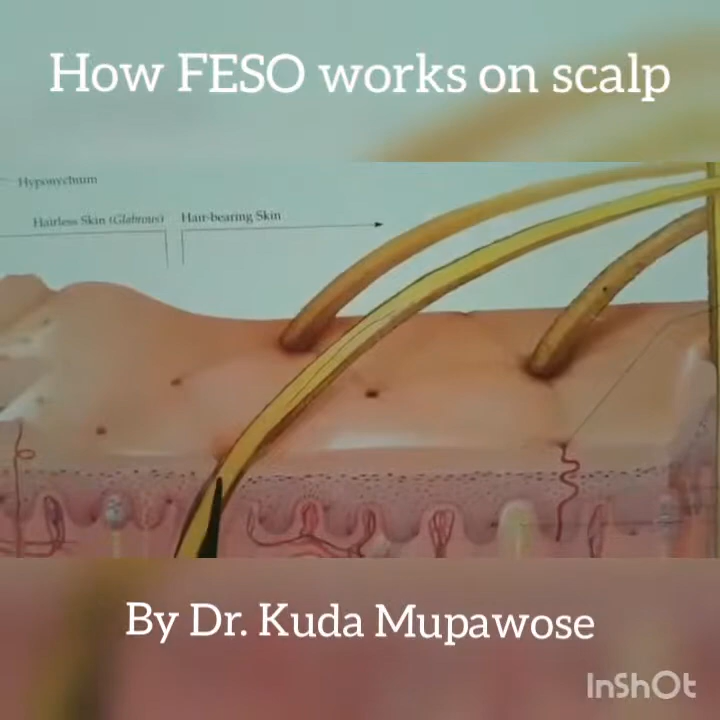 How FESO works on scalp
Hyponychium
Hairless Skin (Glabrous)
Hair-bearing Skin
By Dr. Kuda Mupawose
InShOt